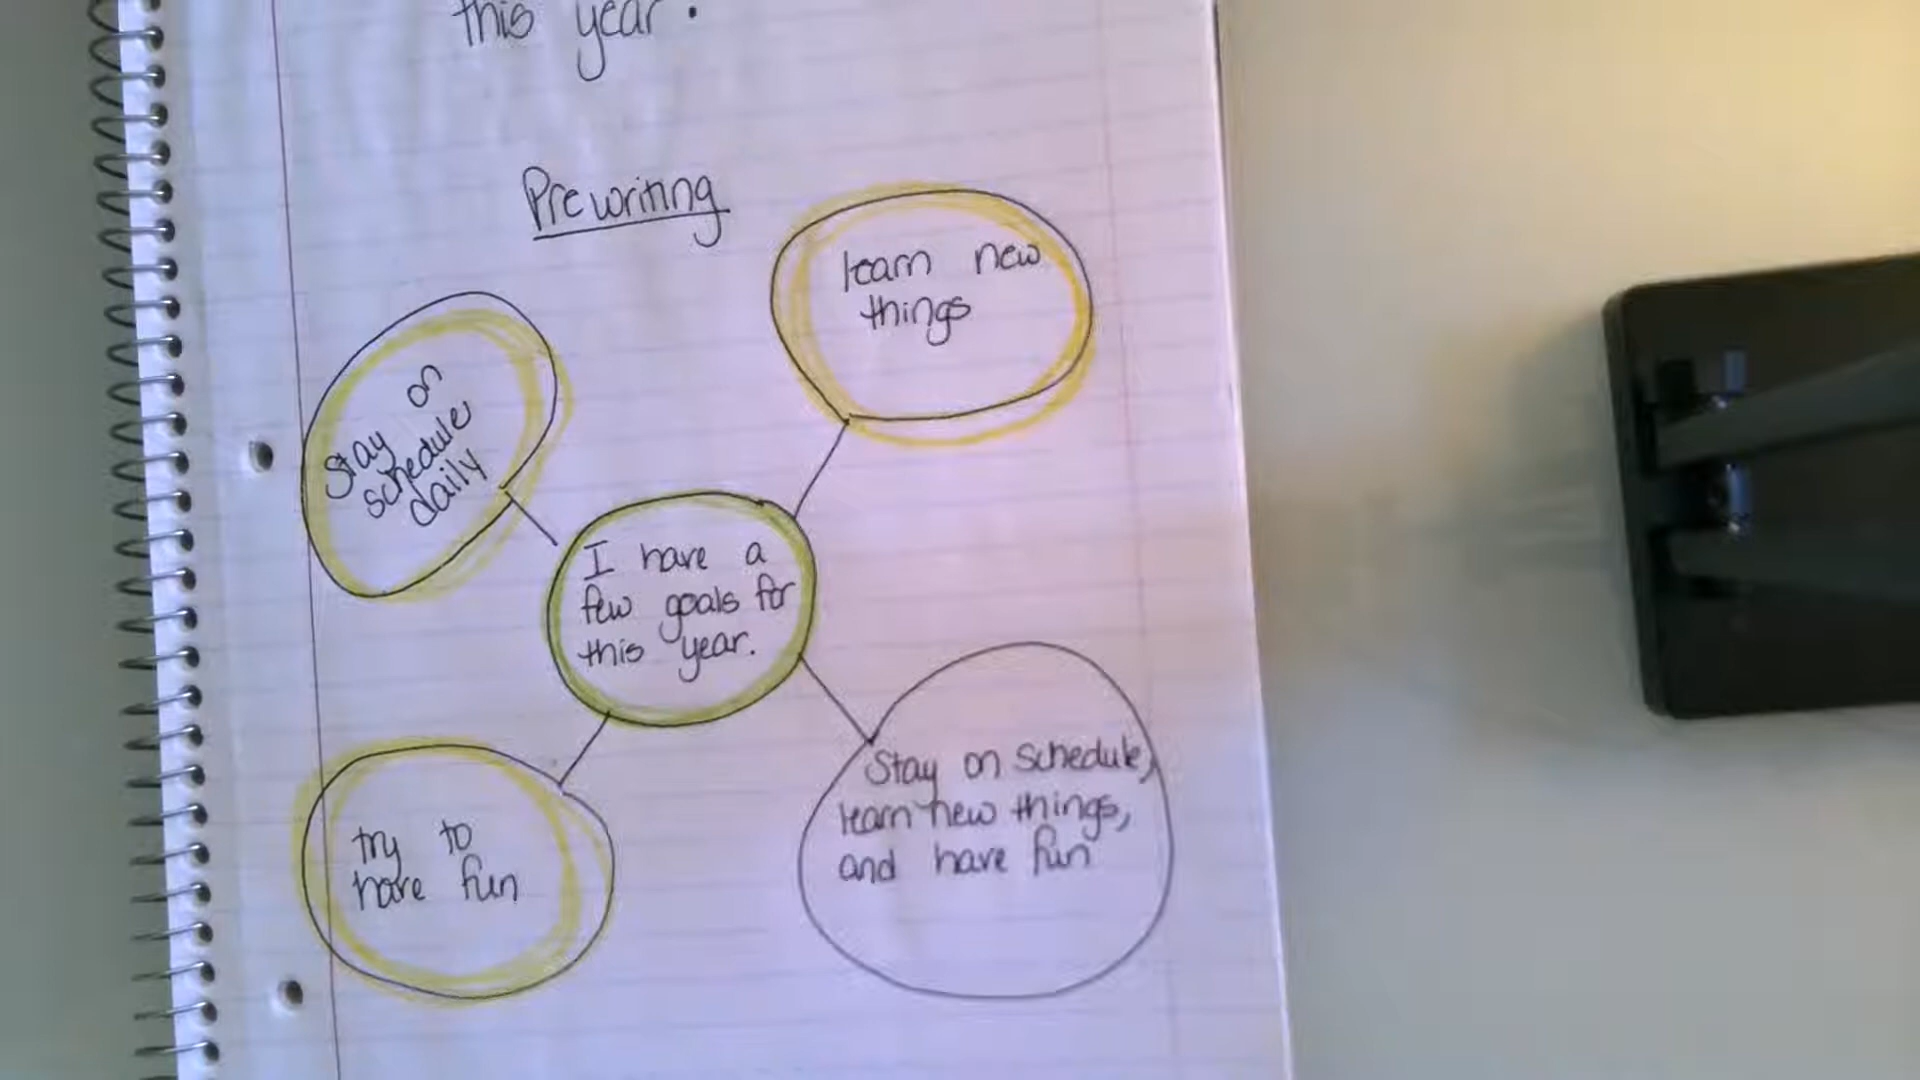 this year.
Prewriting
learn new
things
Stay on
schedule
daily
I have a
few goals for
this year.
try to
have fun
Stay on schedule,
learn new things,
and have fun